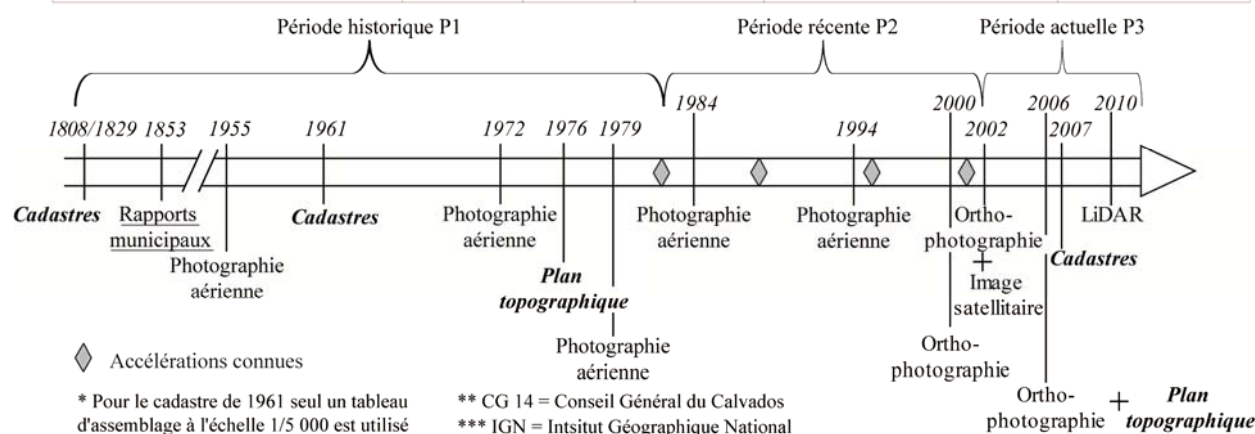 Période historique P1
Période récente P2
Période actuelle P3
1808/1829
1853
1955
1961
1972
1976
1979
1984
1994
2000
2002
2006
2007
2010
Cadastres
Rapports
municipaux
Photographie
aérienne
Cadastres
Photographie
aérienne
Plan
topographique
Photographie
aérienne
Photographie
aérienne
Photographie
aérienne
Ortho-
photographie
Ortho-
photographie
+
Image
satellitaire
Ortho-
photographie
+
Plan
topographique
Cadastres
LiDAR
Accélérations connues
* Pour le cadastre de 1961 seul un tableau
d'assemblage à l'échelle 1/5 000 est utilisé
** CG 14 = Conseil Général du Calvados
*** IGN = Intsitut Géographique National